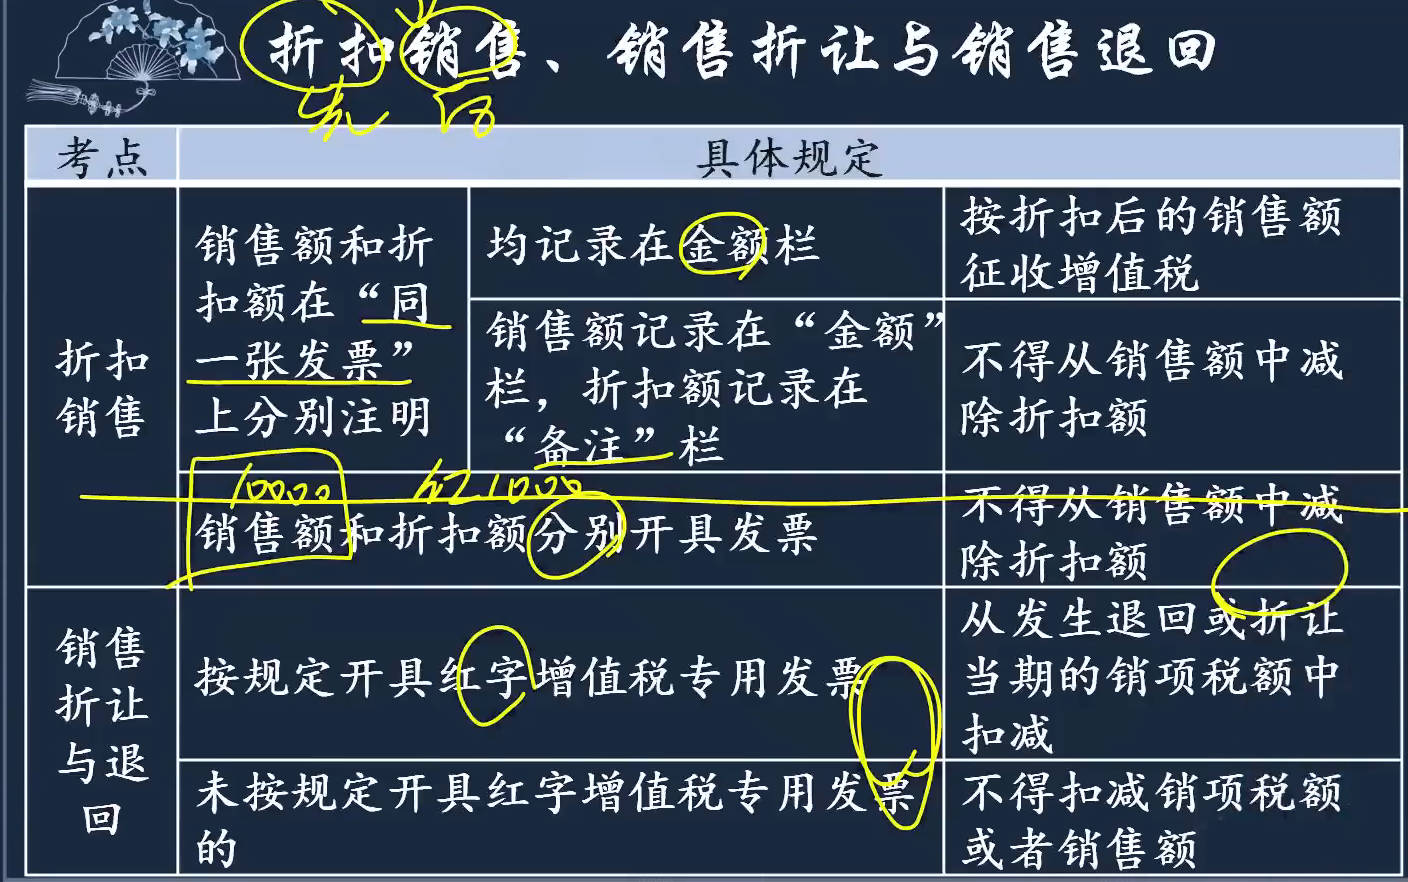 折扣销售、销售折让与销售退回
先 后
考点
具体规定
折扣
销售
销售额和折
扣额在“同
一张发票”
上分别注明
均记录在金额栏
按折扣后的销售额
征收增值税
销售额记录在“金额”
栏，折扣额记录在
“备注”栏
不得从销售额中减
除折扣额
10000 红1000
销售额和折扣额分别开具发票
不得从销售额中减
除折扣额
销售
折让
与退
回
按规定开具红字增值税专用发票
从发生退回或折让
当期的销项税额中
扣减
未按规定开具红字增值税专用发票
的
不得扣减销项税额
或者销售额